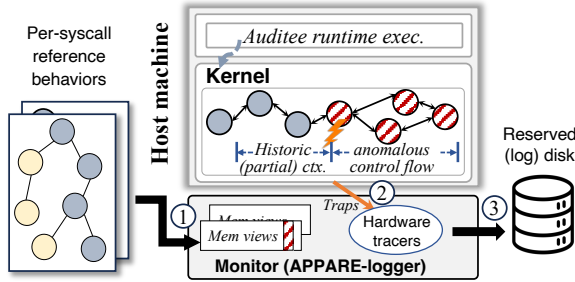 Per-syscall
reference
behaviors
Host machine
Auditee runtime exec.
Kernel
Historic
(partial) ctx.
anomalous
control flow
Reserved
(log) disk
1
Mem views
Mem views
Traps
2
Hardware
tracers
3
Monitor (APPARE-logger)